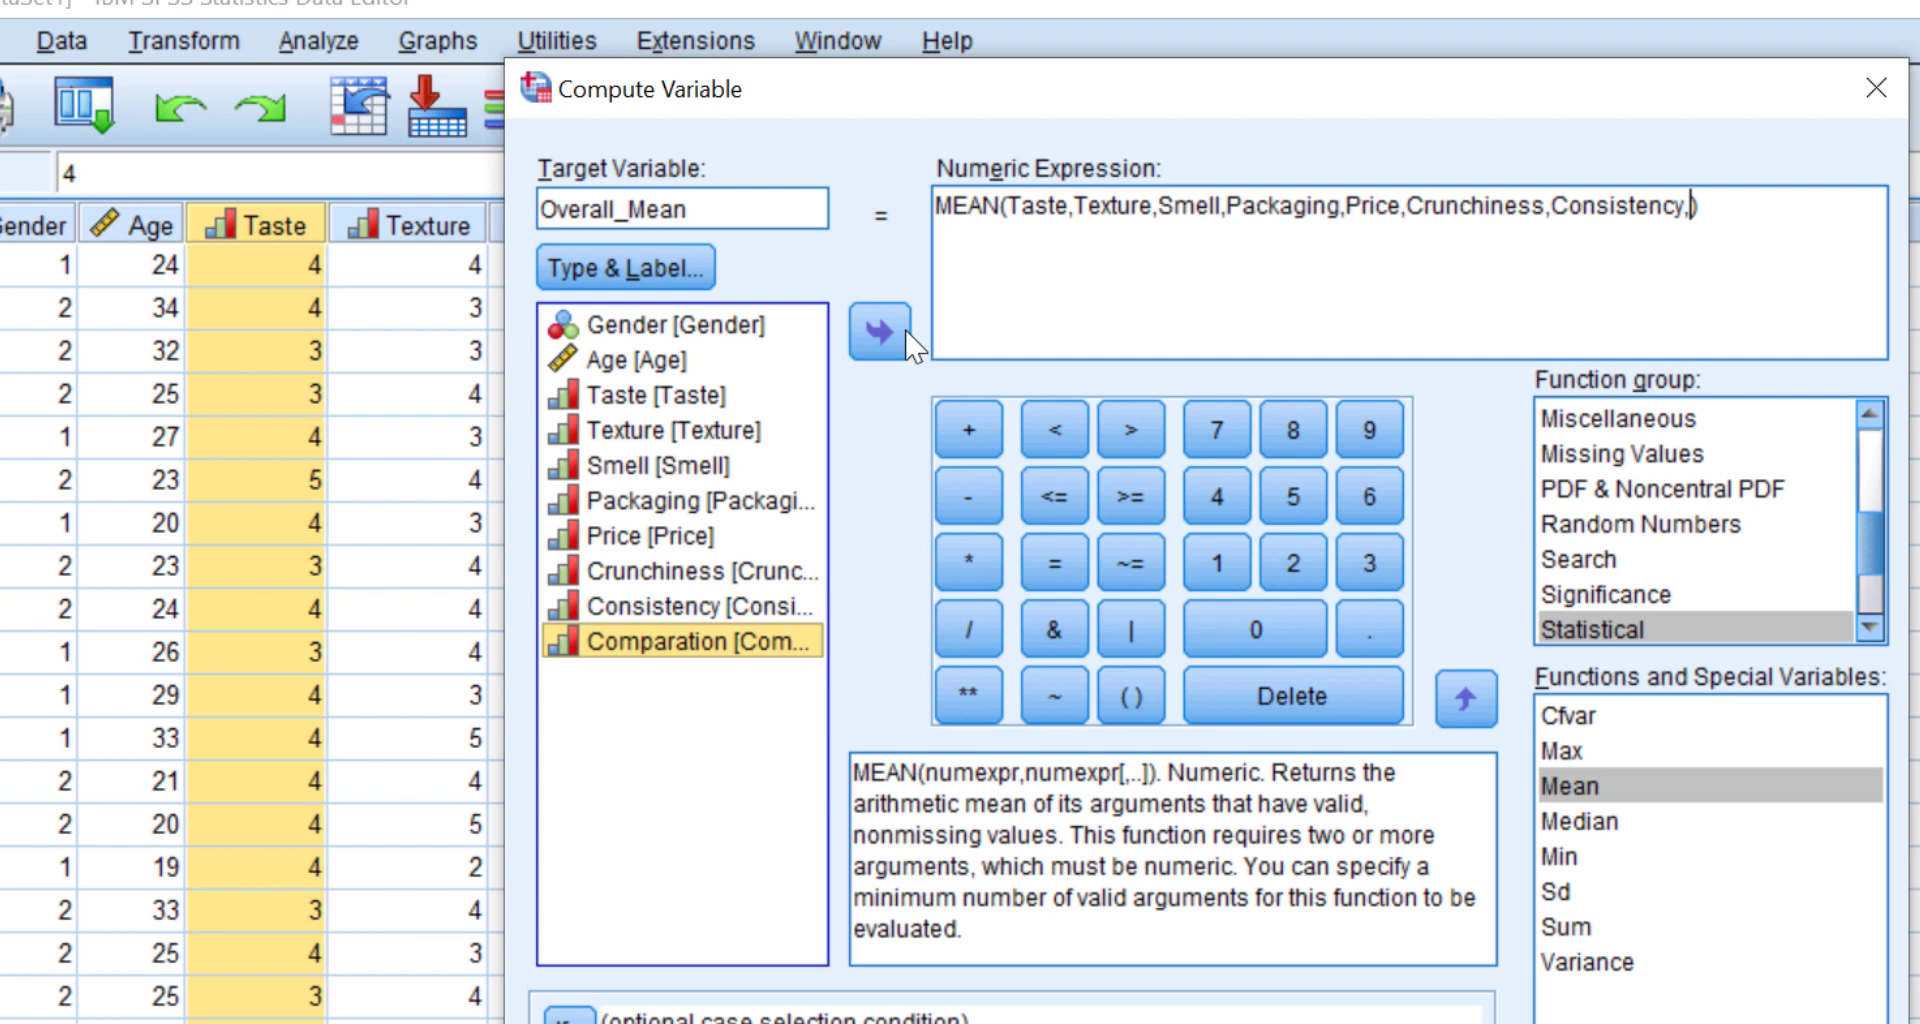 Data Transform Analyze Graphs Utilities Extensions Window Help
Compute Variable
4
Target Variable:
Numeric Expression:
Overall_Mean
=
MEAN(Taste,Texture,Smell,Packaging,Price,Crunchiness,Consistency,)
Type & Label...
Gender [Gender]
Age [Age]
Taste [Taste]
Texture [Texture]
Smell [Smell]
Packaging [Packagi...
Price [Price]
Crunchiness [Crunc...
Consistency [Consi...
Comparation [Com...
+ < > 7 8 9
- <= >= 4 5 6
* = ~= 1 2 3
/ & | 0 .
** ~ ( ) Delete
Function group:
Miscellaneous
Missing Values
PDF & Noncentral PDF
Random Numbers
Search
Significance
Statistical
Functions and Special Variables:
Cfvar
Max
Mean
Median
Min
Sd
Sum
Variance
MEAN(numexpr,numexpr[,..]). Numeric. Returns the
arithmetic mean of its arguments that have valid,
nonmissing values. This function requires two or more
arguments, which must be numeric. You can specify a
minimum number of valid arguments for this function to be
evaluated.
(optional case selection condition)
Age Taste Texture
1 24 4 4
2 34 4 3
2 32 3 3
2 25 3 4
1 27 4 3
2 23 5 4
1 20 4 3
2 23 3 4
2 24 4 4
1 26 3 4
1 29 4 3
1 33 4 5
2 21 4 4
2 20 4 5
1 19 4 2
2 33 3 4
2 25 4 3
2 25 3 4